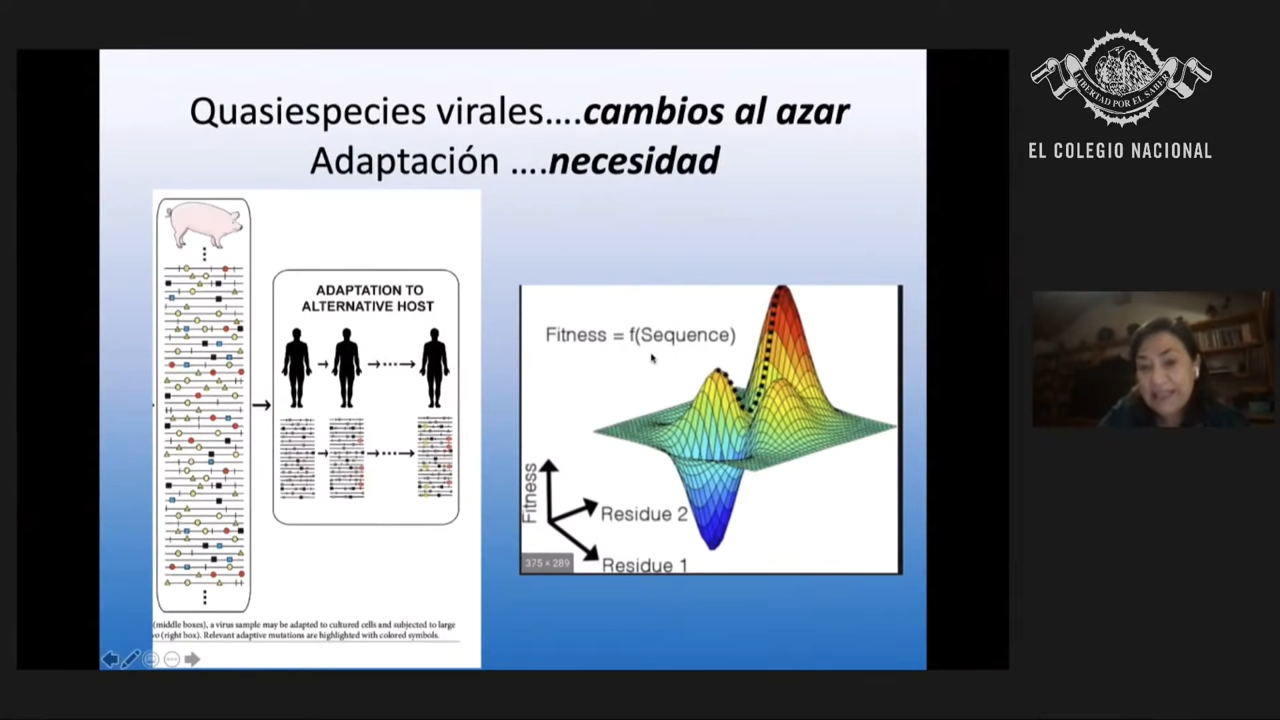 Quasiespecies virales....cambios al azar
Adaptación ....necesidad
ADAPTATION TO
ALTERNATIVE HOST
(middle boxes), a virus sample may be adapted to cultured cells and subjected to large
vo (right box). Relevant adaptive mutations are highlighted with colored symbols.
Fitness = f(Sequence)
Fitness
Residue 2
Residue 1
375 × 289
LIBERTAD POR EL SABER
EL COLEGIO NACIONAL